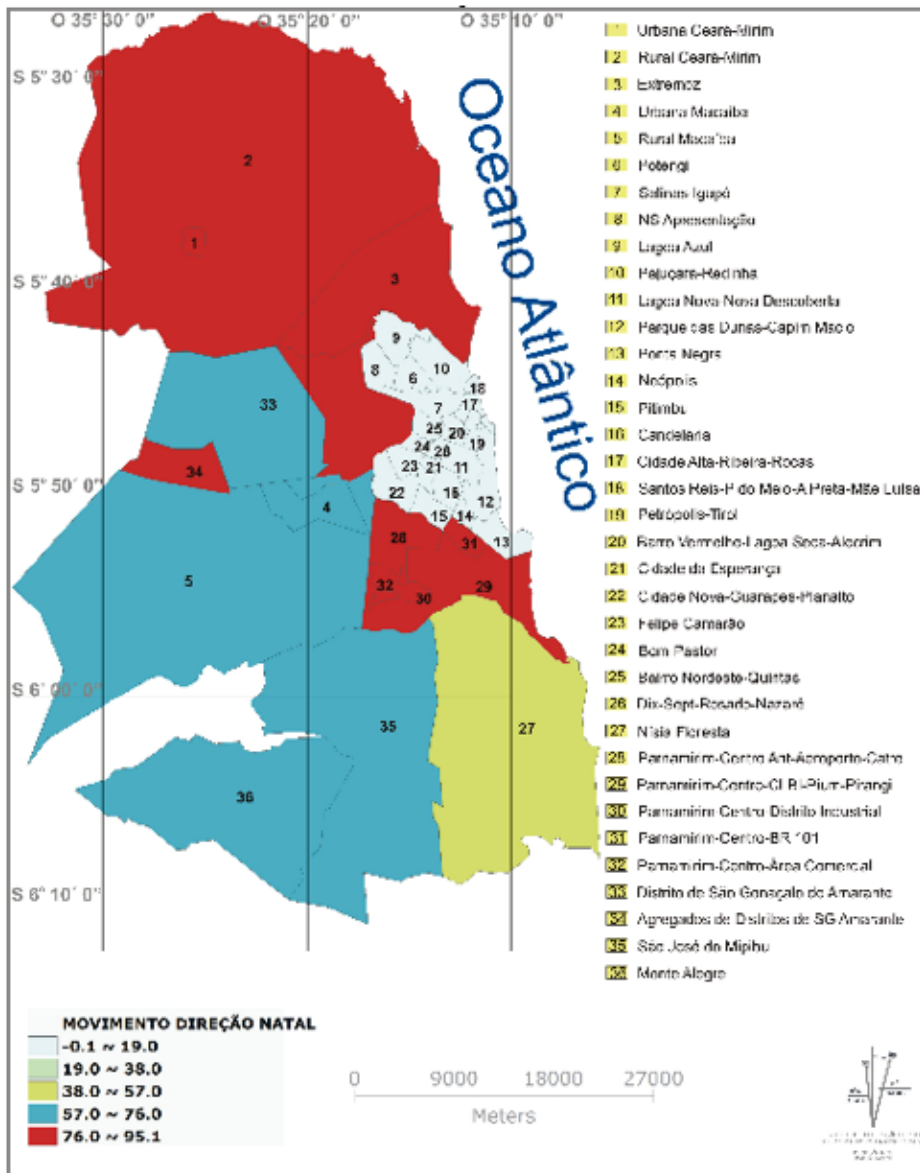 O 35° 30´ 0" O 35°20´ 0" O 35°10´ 0"
S 5° 30´ 0"
S 5° 40´ 0"
S 5° 50´ 0"
S 6° 00´ 0"
S 6° 10´ 0"
Oceano Atlântico
2
1
3
9
8
6
10
18
7
17
25
20
19
24
26
23
21
11
22
16
12
15
14
13
33
34
4
5
28
31
32
30
29
35
27
36
1 Urbana Ceará-Mirim
2 Rural Ceará-Mirim
3 Extremoz
4 Urbana Macaíba
5 Rural Macaíba
6 Potengi
7 Salinas-Igapó
8 NS Apresentação
9 Lagoa Azul
10 Pajuçara-Redinha
11 Lagoa Nova-Nova Descoberta
12 Parque das Dunas-Capim Macio
13 Ponta Negra
14 Neópolis
15 Pitimbu
16 Candelaria
17 Cidade Alta-Ribeira-Rocas
18 Santos Reis-P do Meio-A Preta-Mãe Luisa
19 Petrópolis-Tirol
20 Barro Vermelho-Lagoa Seca-Alecrim
21 Cidade da Esperança
22 Cidade Nova-Guarapes-Planalto
23 Felipe Camarão
24 Bom Pastor
25 Bairro Nordeste-Quintas
26 Dix-Sept-Rosado-Nazaré
27 Nísia Floresta
28 Parnamirim-Centro Ant-Aeroporto-Catre
29 Parnamirim-Centro-CLBI-Pium-Pirangi
30 Parnamirim Centro-Distrito Industrial
31 Parnamirim-Centro-BR 101
32 Parnamirim-Centro-Área Comercial
33 Distrito de São Gonçalo do Amarante
34 Agregados de Distritos de SG Amarante
35 São José do Mipibu
36 Monte Alegre
MOVIMENTO DIREÇÃO NATAL
-0.1 ~ 19.0
19.0 ~ 38.0
38.0 ~ 57.0
57.0 ~ 76.0
76.0 ~ 95.1
0 9000 18000 27000
Meters